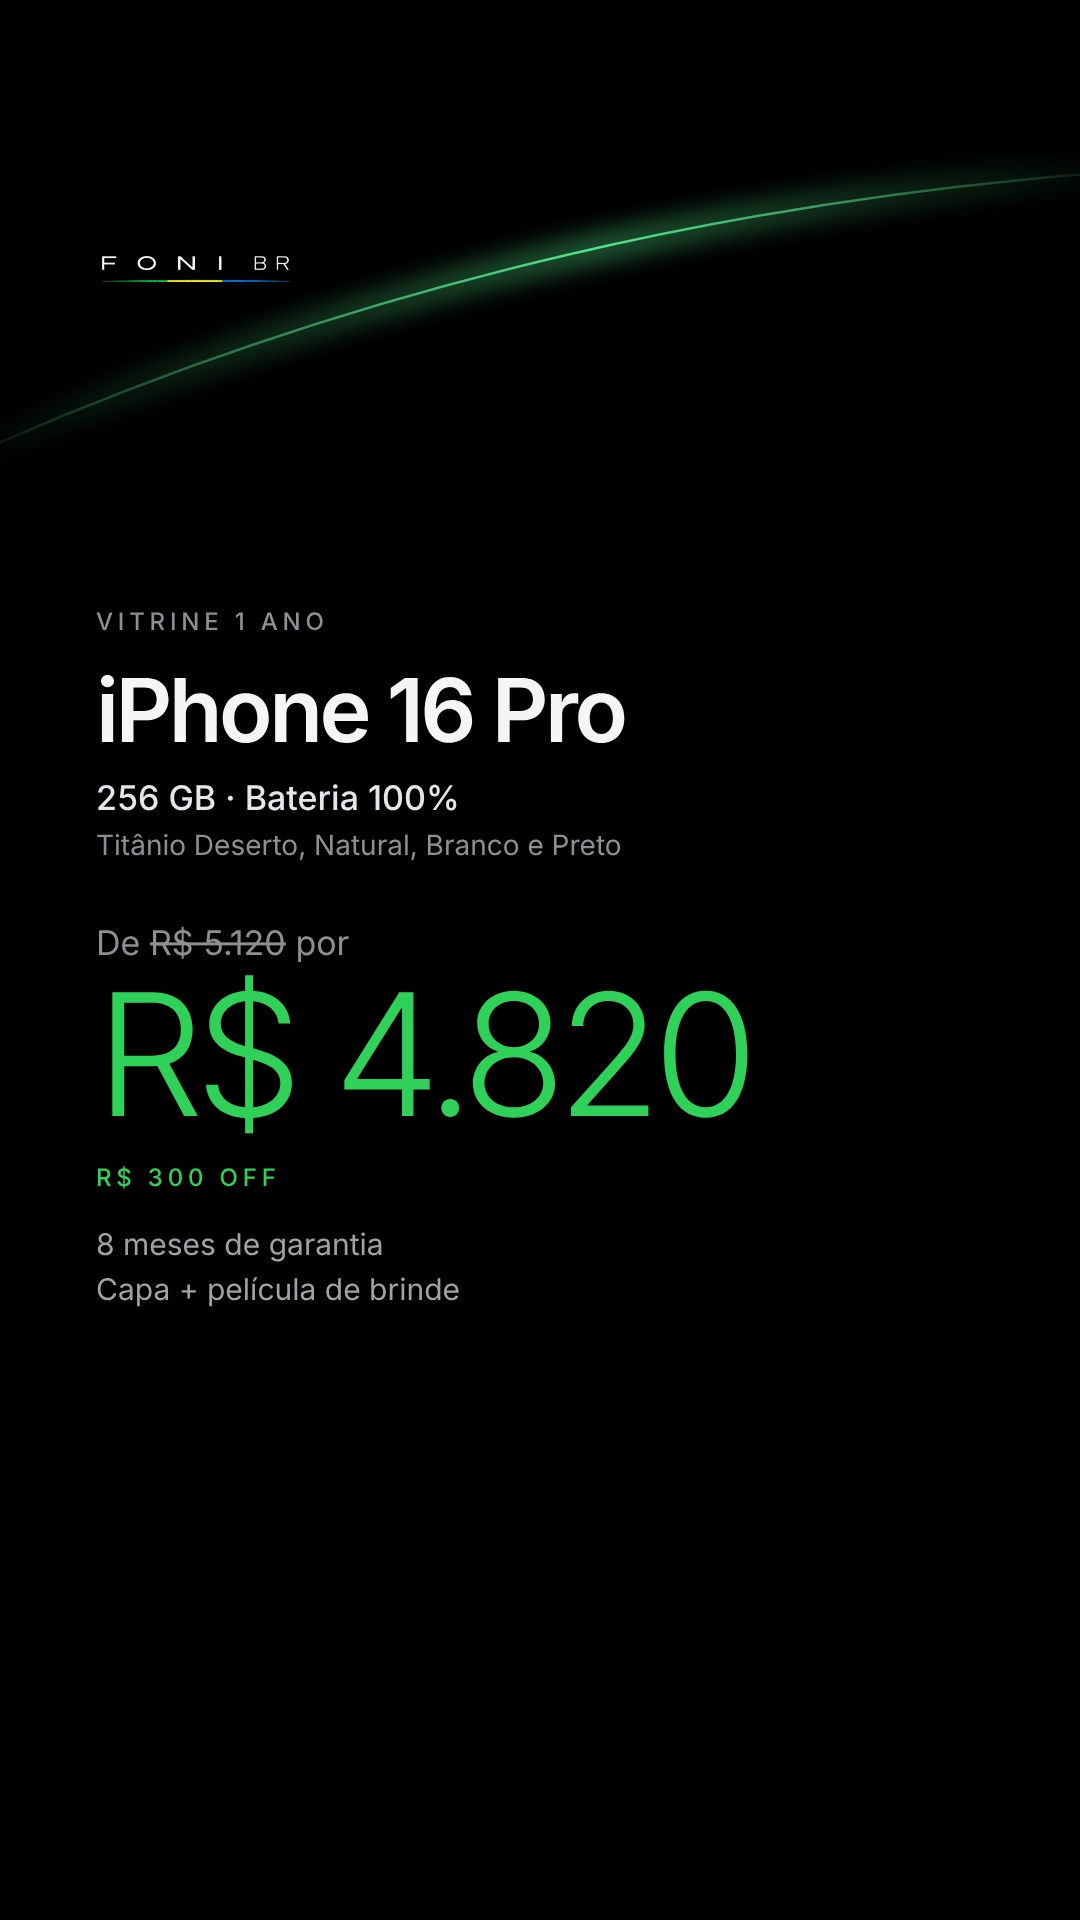 FONI BR
VITRINE 1 ANO
iPhone 16 Pro
256 GB · Bateria 100%
Titânio Deserto, Natural, Branco e Preto
De R$ 5.120 por
R$ 4.820
R$ 300 OFF
8 meses de garantia
Capa + película de brinde